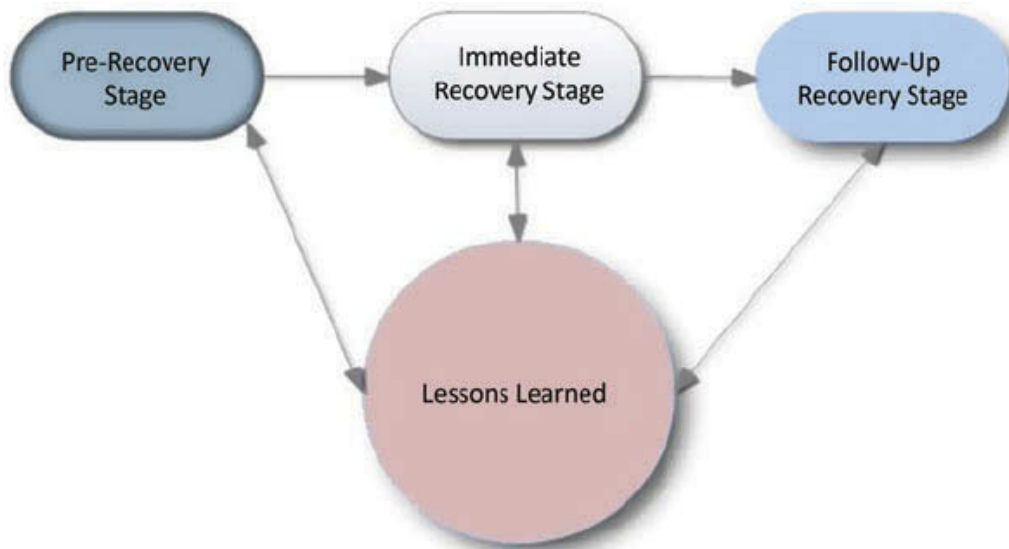 Pre-Recovery
Stage
Immediate
Recovery Stage
Follow-Up
Recovery Stage
Lessons Learned